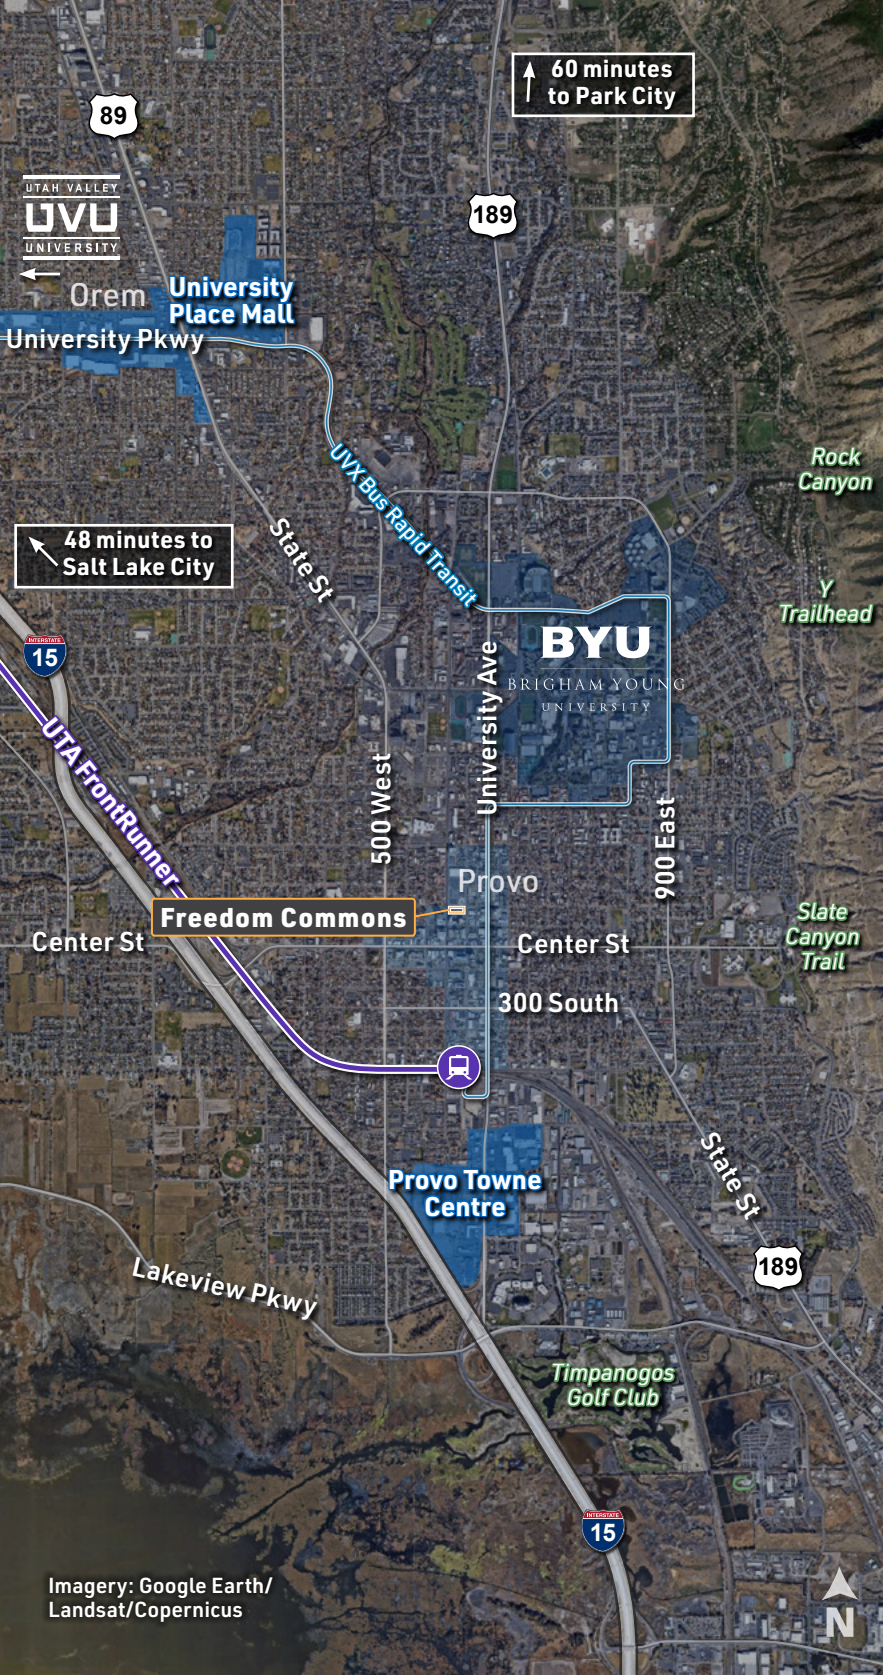 60 minutes
to Park City
89
UTAH VALLEY
UVU
UNIVERSITY
189
Orem
University
Place Mall
University Pkwy
UVX Bus Rapid Transit
Rock
Canyon
48 minutes to
Salt Lake City
State St
Y
Trailhead
INTERSTATE
15
BYU
BRIGHAM YOUNG
UNIVERSITY
University Ave
UTA FrontRunner
500 West
900 East
Provo
Freedom Commons
Center St
Center St
Slate
Canyon
Trail
300 South
Provo Towne
Centre
State St
189
Lakeview Pkwy
Timpanogos
Golf Club
INTERSTATE
15
Imagery: Google Earth/
Landsat/Copernicus
N